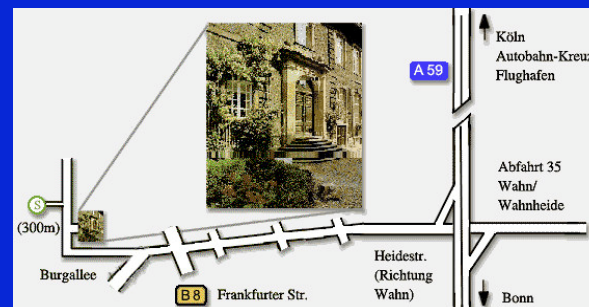 Köln
Autobahn-Kreuz
Flughafen
A 59
Abfahrt 35
Wahn/
Wahnheide
S
(300m)
Heidestr.
(Richtung
Wahn)
Burgallee
B 8 Frankfurter Str.
Bonn